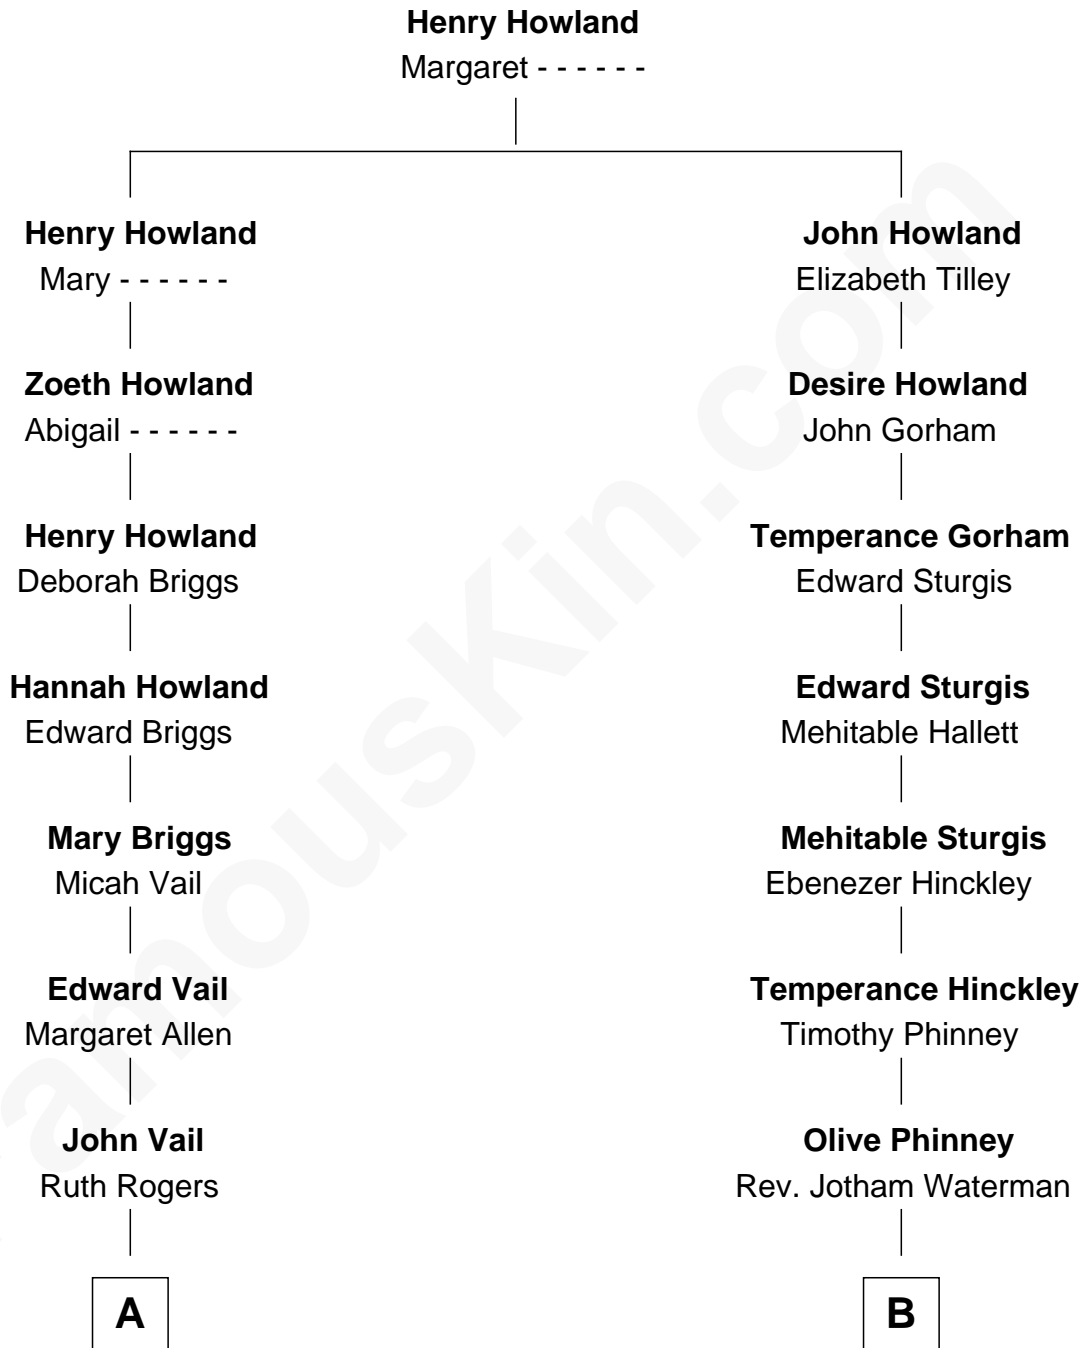 Henry Howland
Margaret - - - - - -
Henry Howland
Mary - - - - - -
Zoeth Howland
Abigail - - - - - -
Henry Howland
Deborah Briggs
Hannah Howland
Edward Briggs
Mary Briggs
Micah Vail
Edward Vail
Margaret Allen
John Vail
Ruth Rogers
A
John Howland
Elizabeth Tilley
Desire Howland
John Gorham
Temperance Gorham
Edward Sturgis
Edward Sturgis
Mehitable Hallett
Mehitable Sturgis
Ebenezer Hinckley
Temperance Hinckley
Timothy Phinney
Olive Phinney
Rev. Jotham Waterman
B
amousKin.com